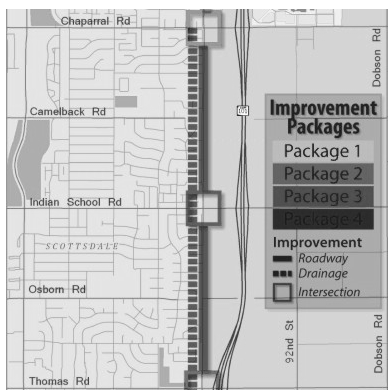 Chaparral Rd
Dobson Rd
Camelback Rd
Improvement
Packages
Package 1
Package 2
Package 3
Package 4
Indian School Rd
SCOTTSDALE
Improvement
Roadway
Drainage
Intersection
Osborn Rd
92nd St
Dobson Rd
Thomas Rd